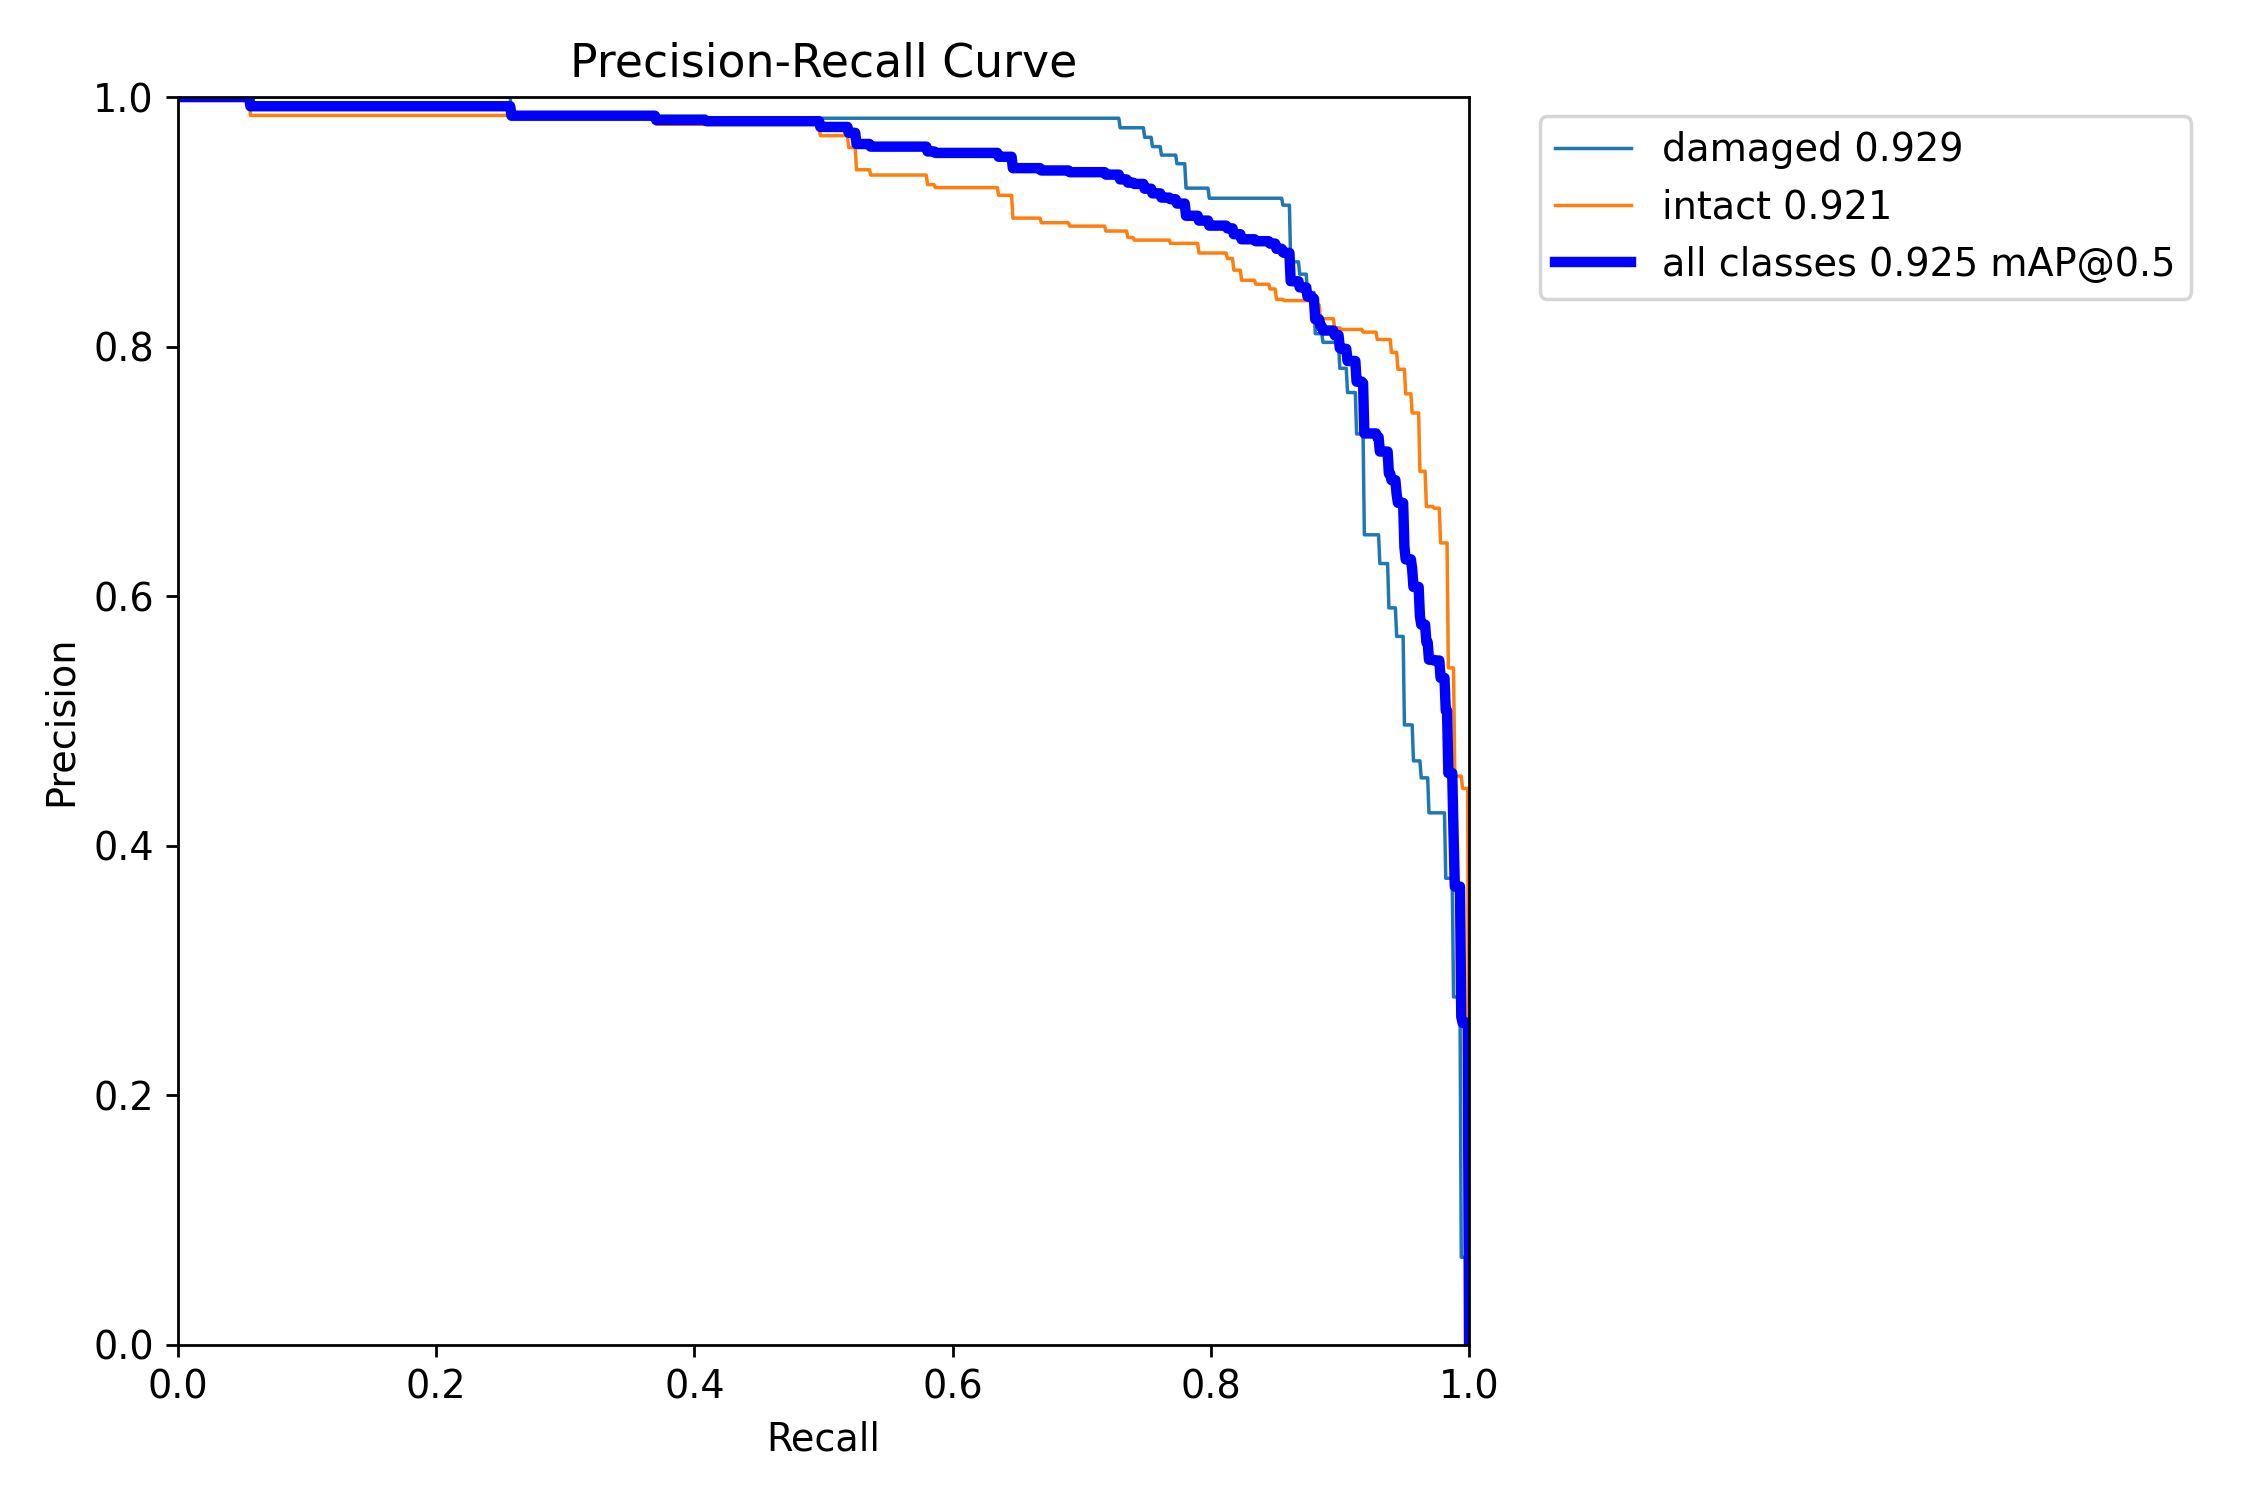 Precision-Recall Curve
1.0
0.8
0.6
0.4
0.2
0.0
Precision
0.0 0.2 0.4 0.6 0.8 1.0
Recall
damaged 0.929
intact 0.921
all classes 0.925 mAP@0.5